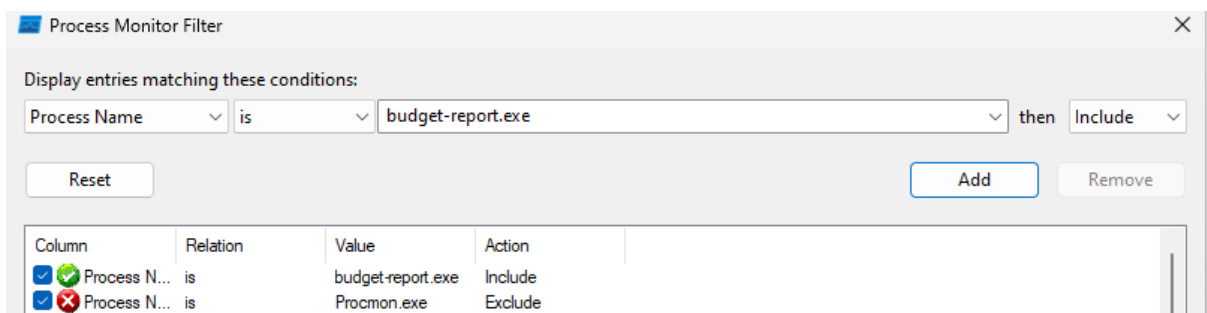 Process Monitor Filter
Display entries matching these conditions:
Process Name is budget-report.exe then Include
Reset Add Remove
Column Relation Value Action
Process N... is budget-report.exe Include
Process N... is Procmon.exe Exclude